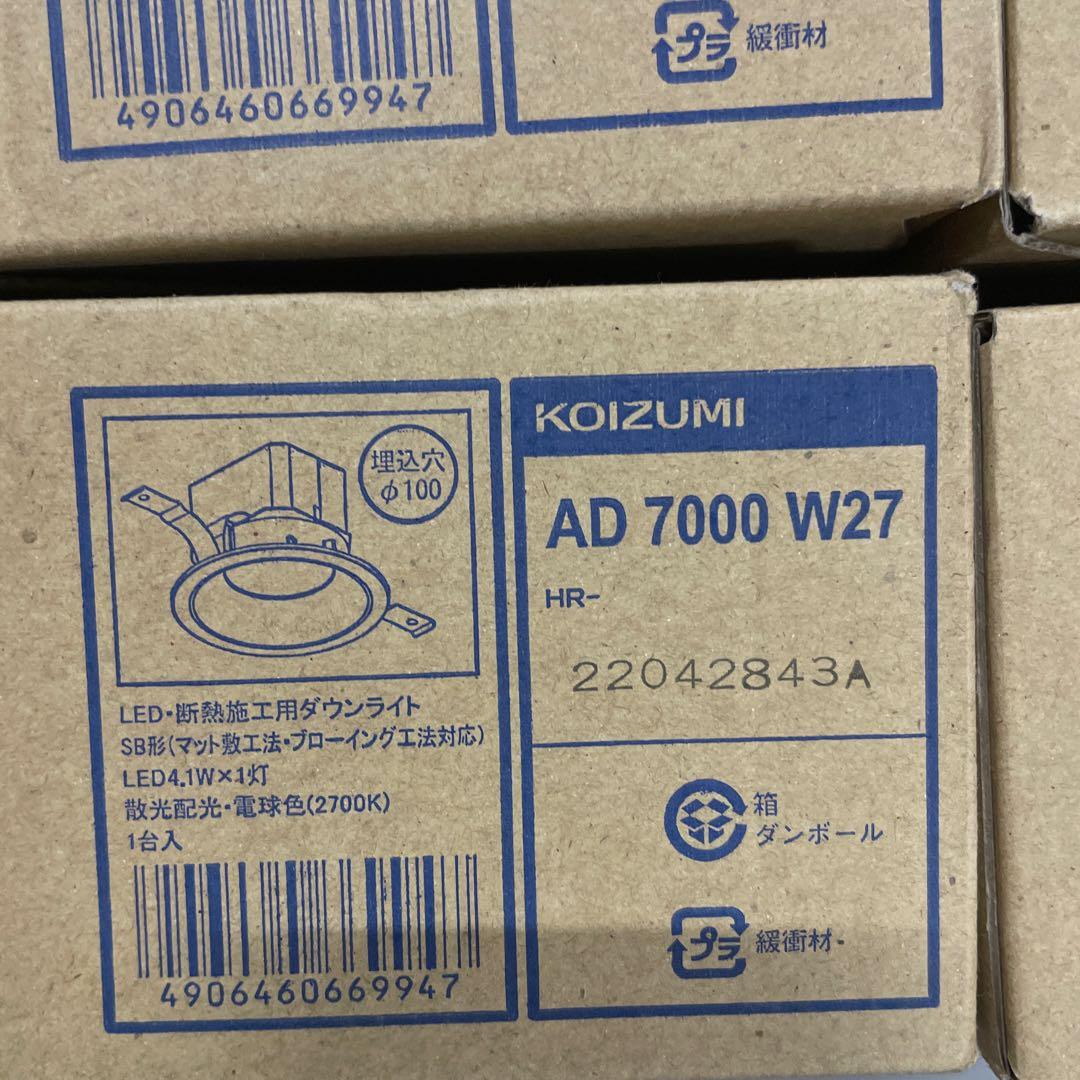 4906460669947
プラ
緩衝材
埋込穴
φ100
LED・断熱施工用ダウンライト
SB形(マット敷工法・ブローイング工法対応)
LED4.1W×1灯
散光配光・電球色(2700K)
1台入
4906460669947
KOIZUMI
AD 7000 W27
HR-
22042843A
箱
ダンボール
プラ
緩衝材